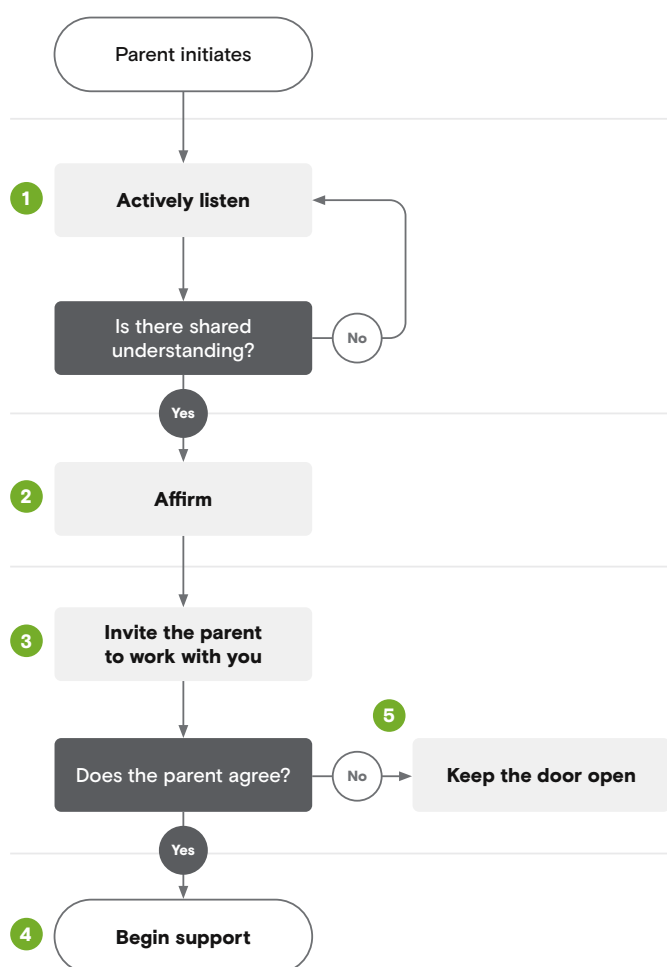 Parent initiates
1
Actively listen
Is there shared
understanding?
No
Yes
2
Affirm
3
Invite the parent
to work with you
5
Does the parent agree?
No
Keep the door open
Yes
4
Begin support